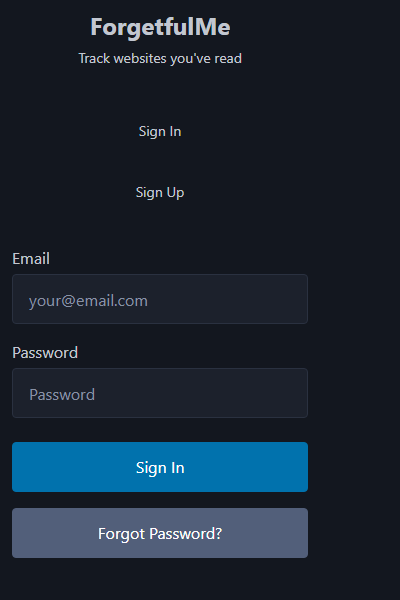 ForgetfulMe
Track websites you've read
Sign In
Sign Up
Email
your@email.com
Password
Password
Sign In
Forgot Password?